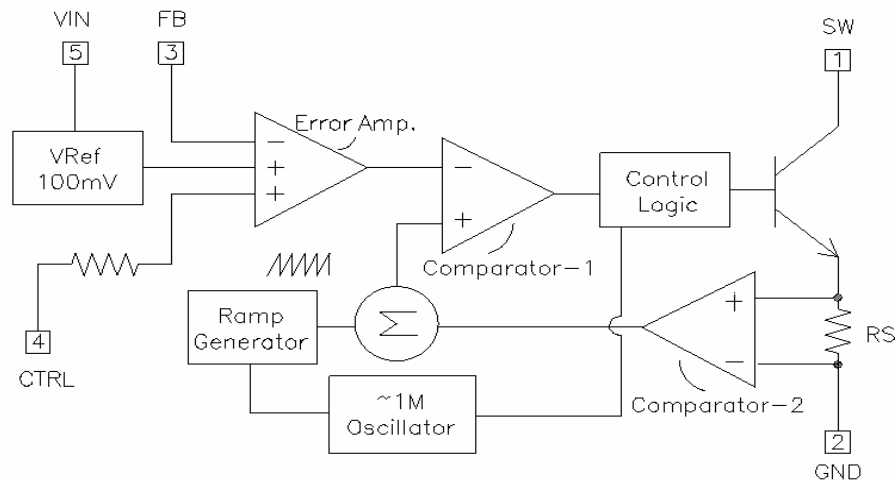 VIN
FB
SW
5
3
1
Error Amp.
VRef
100mV
−
+
+
−
+
Control
Logic
Comparator-1
Ramp
Generator
Σ
+
−
RS
4
CTRL
~1M
Oscillator
Comparator-2
2
GND